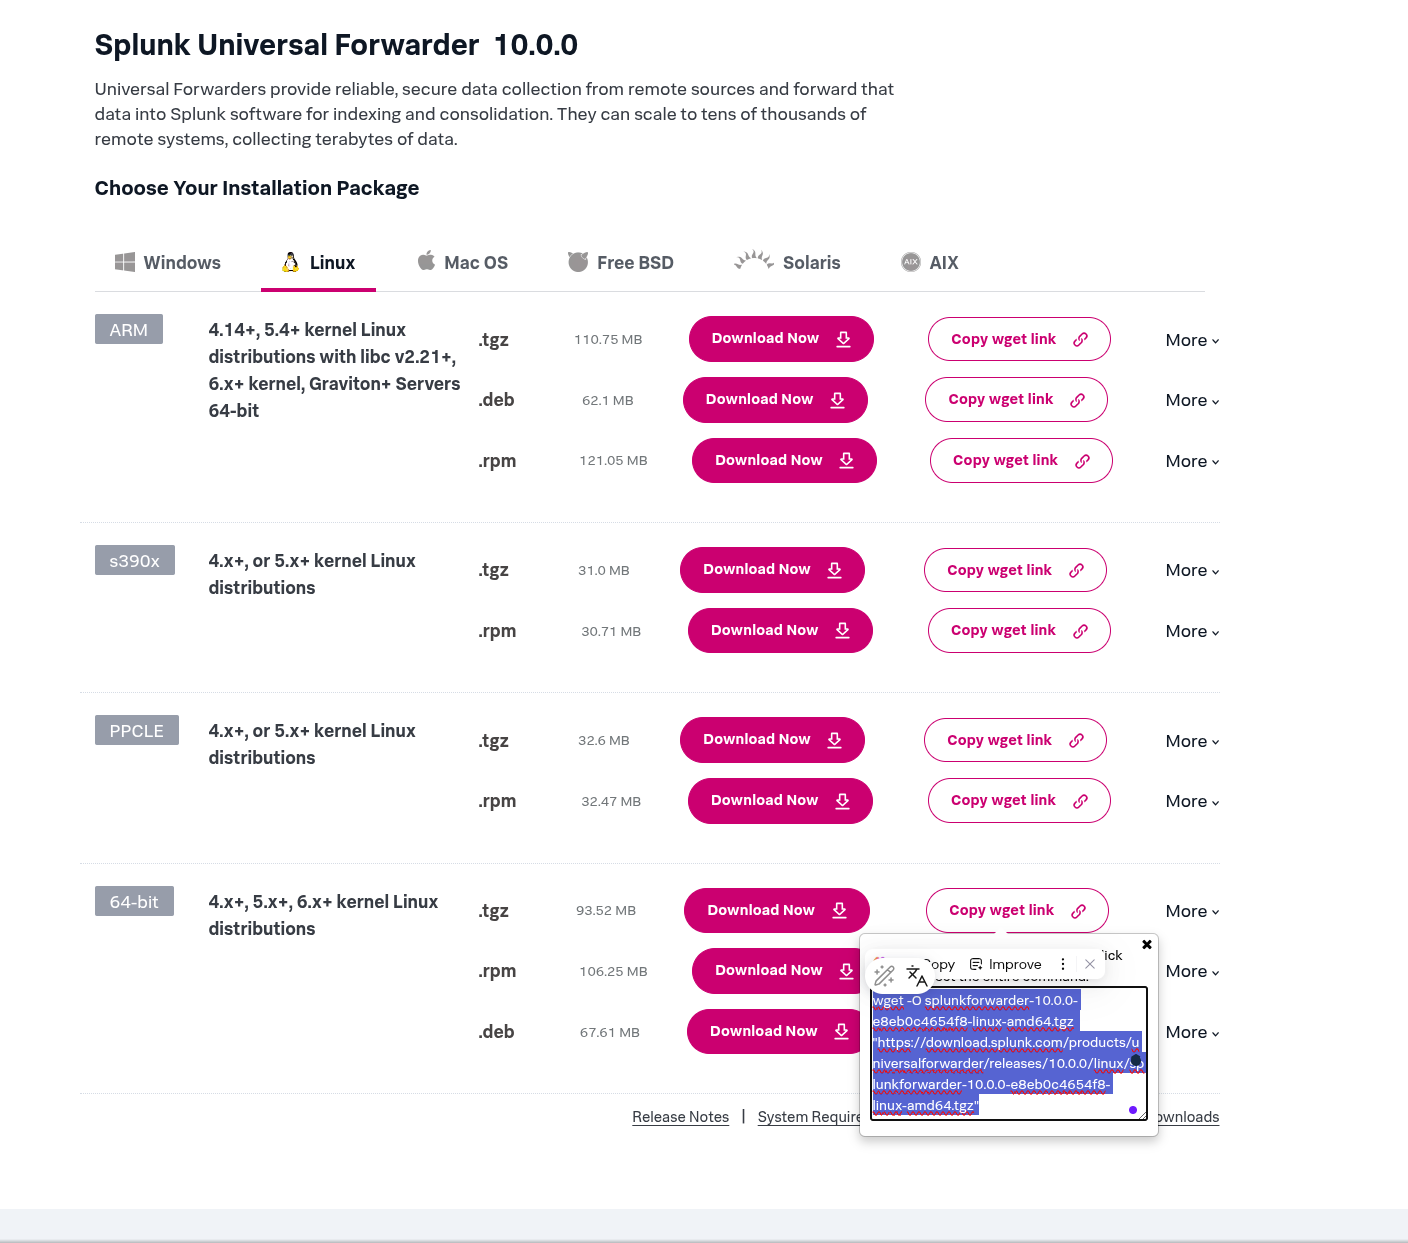 Splunk Universal Forwarder 10.0.0
Universal Forwarders provide reliable, secure data collection from remote sources and forward that
data into Splunk software for indexing and consolidation. They can scale to tens of thousands of
remote systems, collecting terabytes of data.
Choose Your Installation Package
Windows Linux Mac OS Free BSD Solaris AIX AIX
ARM
4.14+, 5.4+ kernel Linux
distributions with libc v2.21+,
6.x+ kernel, Graviton+ Servers
64-bit
.tgz 110.75 MB Download Now Copy wget link More
.deb 62.1 MB Download Now Copy wget link More
.rpm 121.05 MB Download Now Copy wget link More
s390x
4.x+, or 5.x+ kernel Linux
distributions
.tgz 31.0 MB Download Now Copy wget link More
.rpm 30.71 MB Download Now Copy wget link More
PPCLE
4.x+, or 5.x+ kernel Linux
distributions
.tgz 32.6 MB Download Now Copy wget link More
.rpm 32.47 MB Download Now Copy wget link More
64-bit
4.x+, 5.x+, 6.x+ kernel Linux
distributions
.tgz 93.52 MB Download Now Copy wget link More
.rpm 106.25 MB Download Now More
.deb 67.61 MB Download Now More
Improve
the entire command.
wget -O splunkforwarder-10.0.0-
e8eb0c4654f8-linux-amd64.tgz
"https://download.splunk.com/products/u
niversalforwarder/releases/10.0.0/linux/sp
lunkforwarder-10.0.0-e8eb0c4654f8-
linux-amd64.tgz"
Release Notes | System Require
ownloads